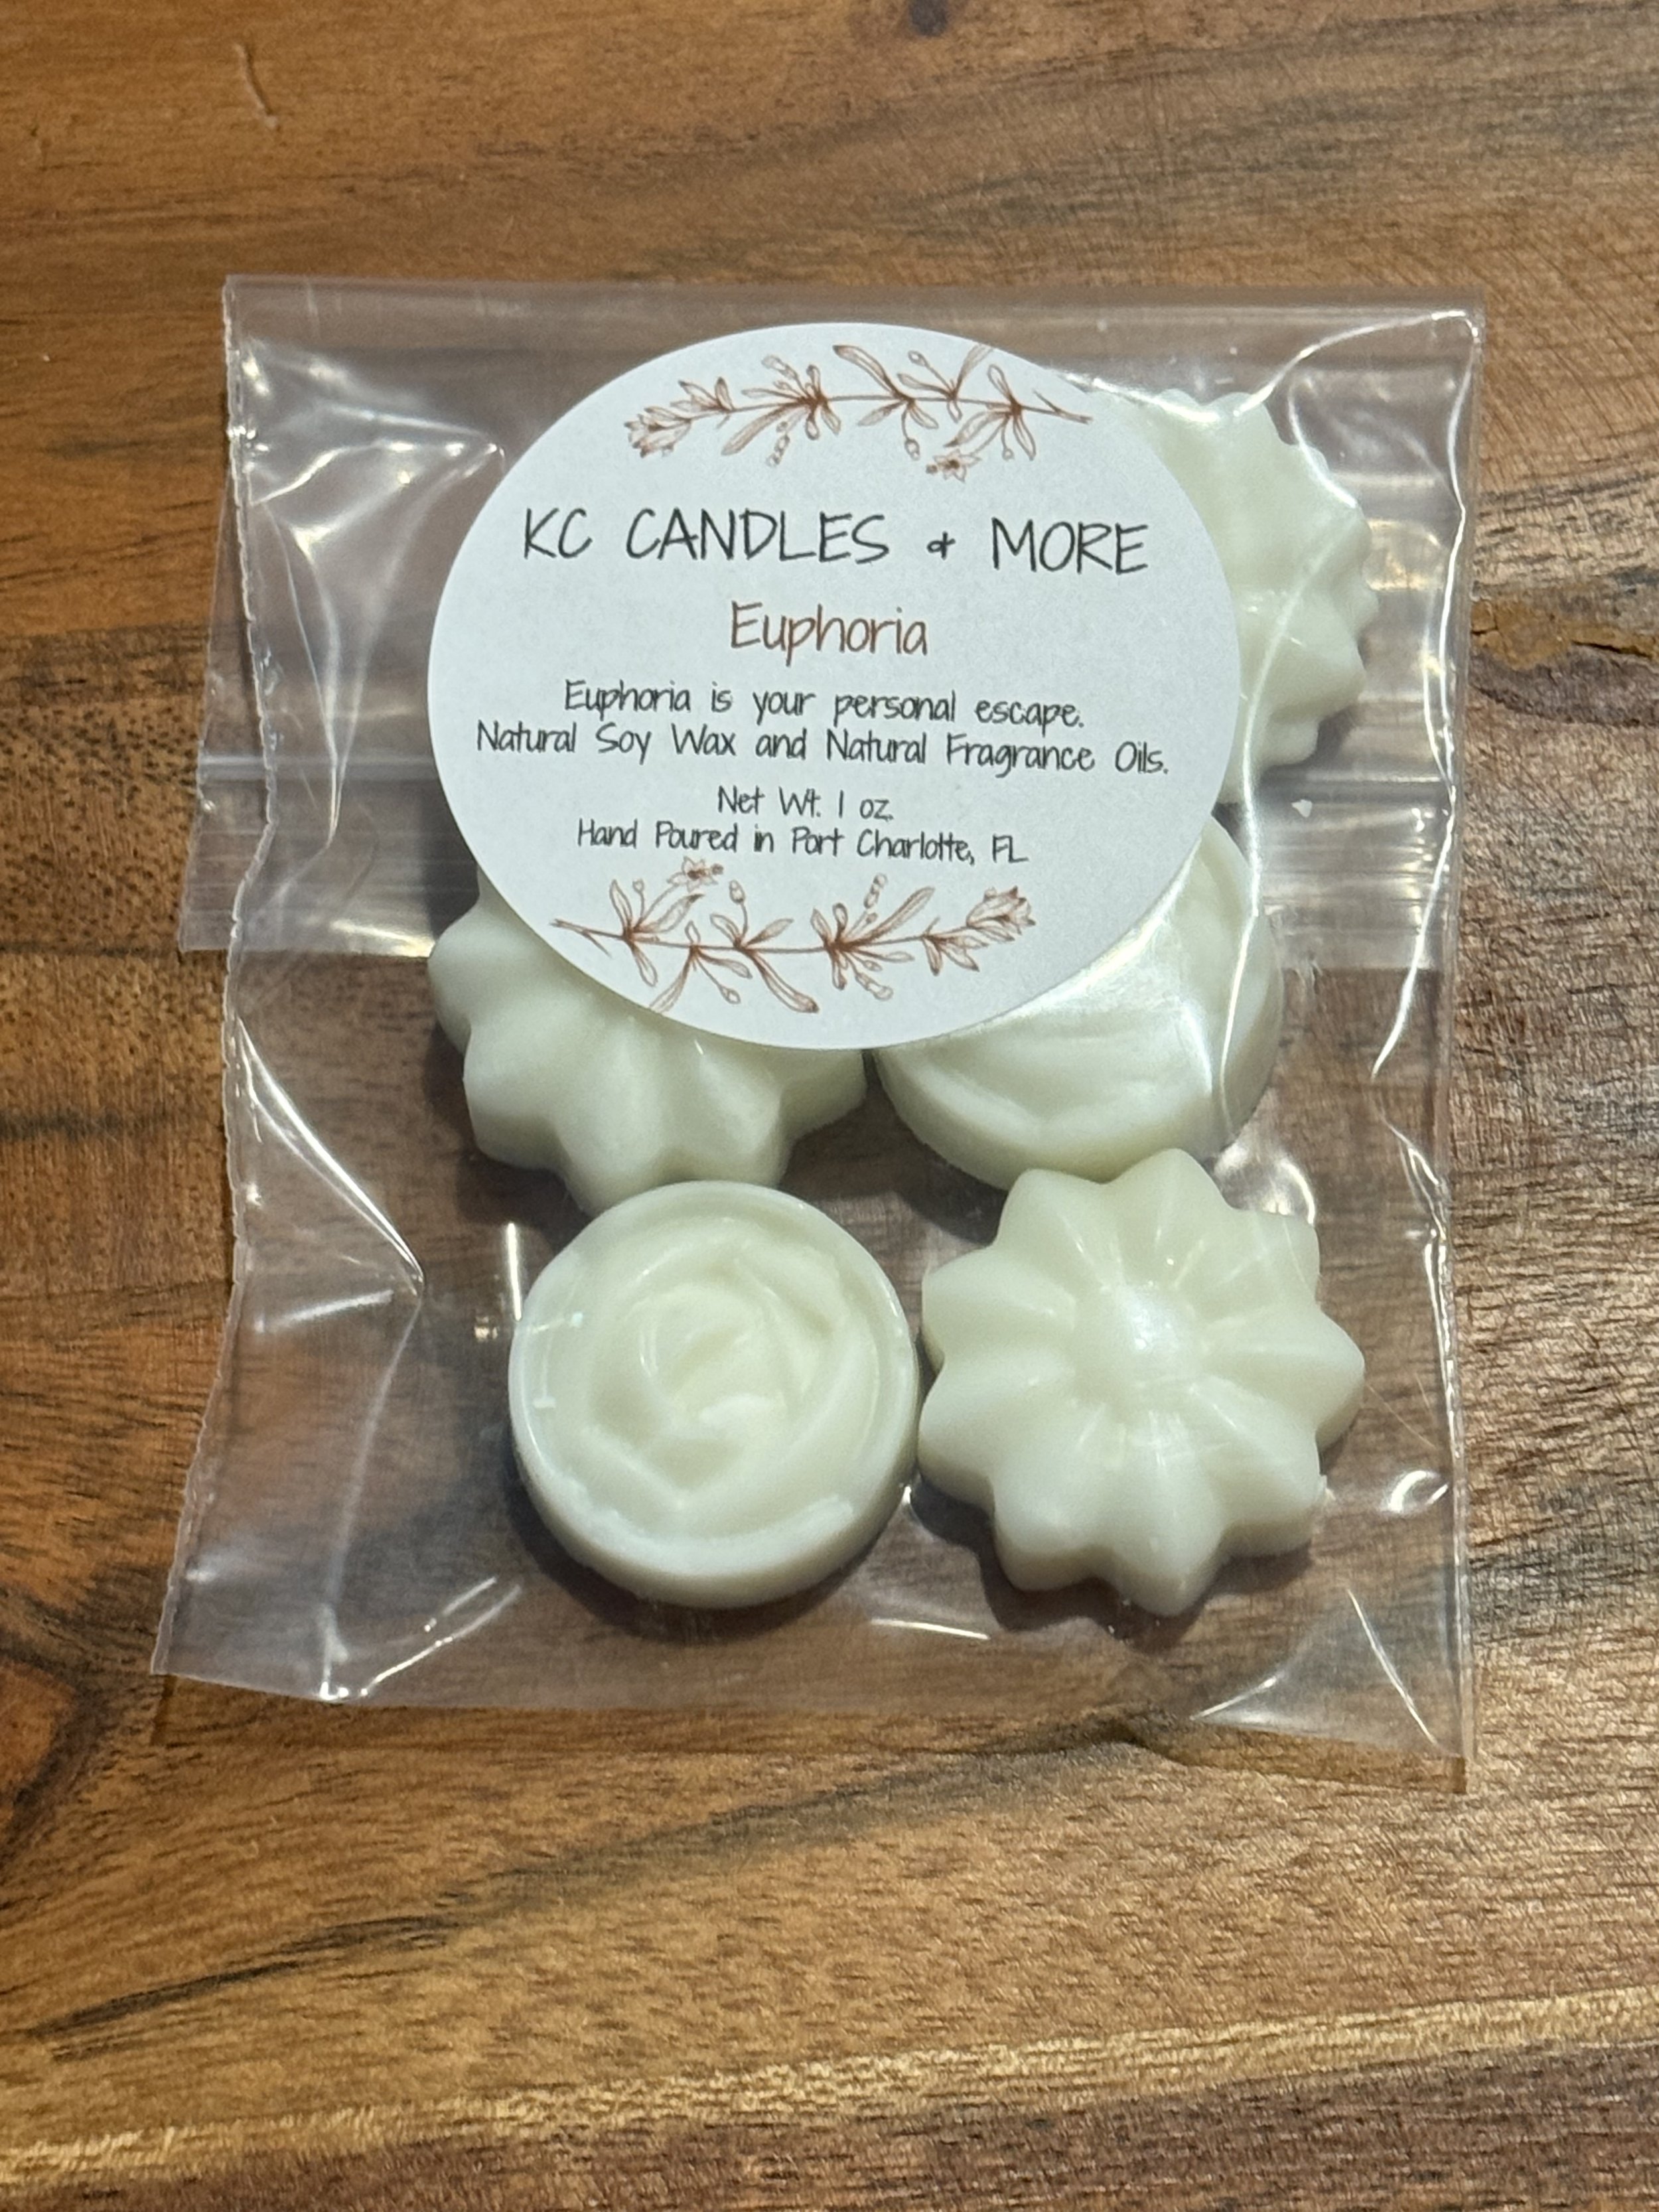 KC CANDLES & MORE
Euphoria
Euphoria is your personal escape.
Natural Soy Wax and Natural Fragrance Oils.
Net Wt. 1 oz.
Hand Poured in Port Charlotte, FL